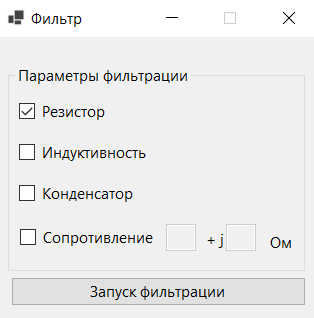 Фильтр
Параметры фильтрации
Резистор
Индуктивность
Конденсатор
Сопротивление + j Ом
Запуск фильтрации